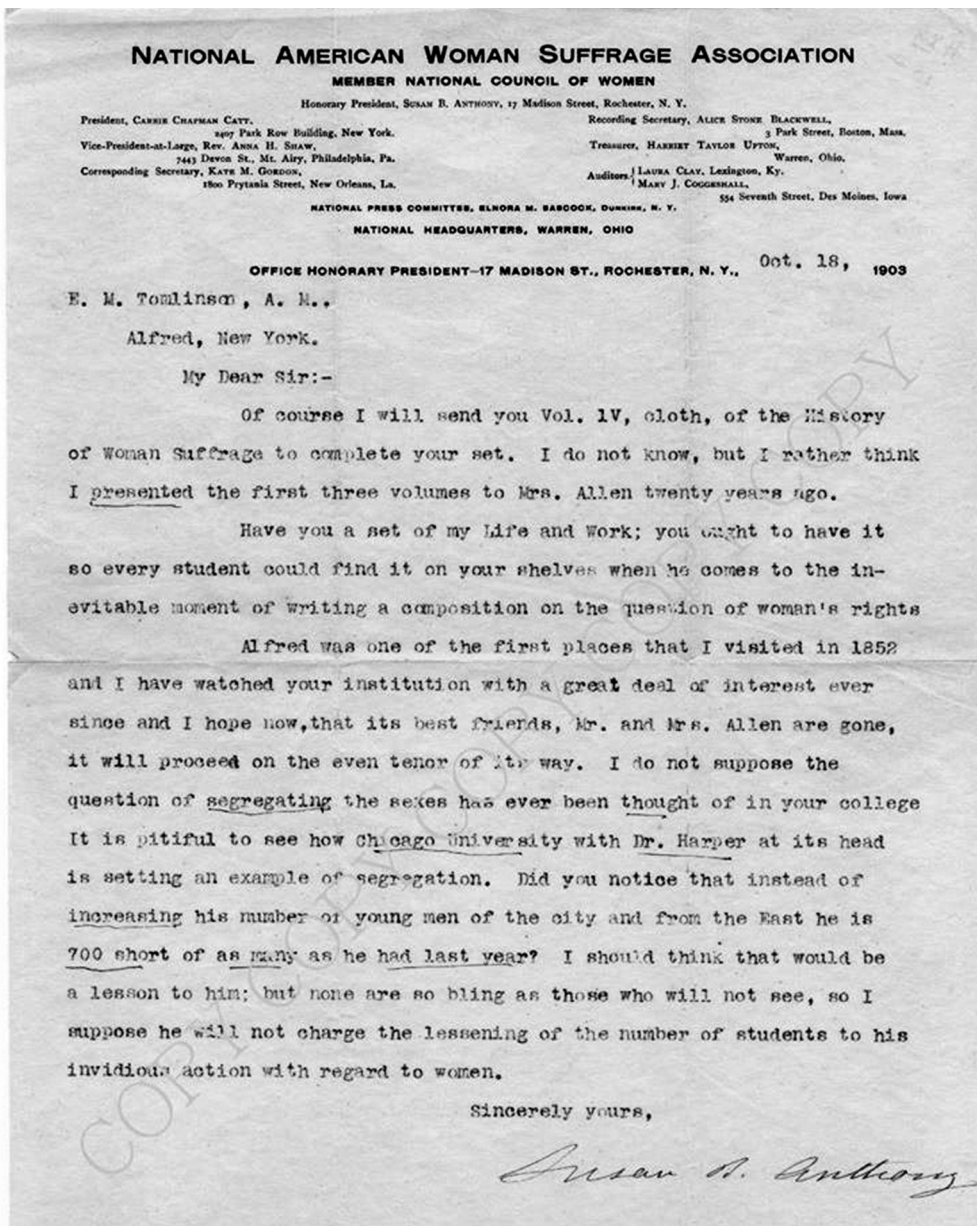 NATIONAL AMERICAN WOMAN SUFFRAGE ASSOCIATION
MEMBER NATIONAL COUNCIL OF WOMEN
Honorary President, SUSAN B. ANTHONY, 17 Madison Street, Rochester, N. Y.
President, CARRIE CHAPMAN CATT,
2407 Park Row Building, New York.
Vice-President-at-Large, REV. ANNA H. SHAW,
7443 Devon St., Mt. Airy, Philadelphia, Pa.
Corresponding Secretary, KATE M. GORDON,
1800 Prytania Street, New Orleans, La.
Recording Secretary, ALICE STONE BLACKWELL,
3 Park Street, Boston, Mass.
Treasurer, HARRIET TAYLOR UPTON,
Warren, Ohio.
Auditors { LAURA CLAY, Lexington, Ky.
MARY J. COGGESHALL,
554 Seventh Street, Des Moines, Iowa
NATIONAL PRESS COMMITTEE, ELNORA M. BABCOCK, DUNKIRK, N. Y.
NATIONAL HEADQUARTERS, WARREN, OHIO
OFFICE HONORARY PRESIDENT—17 MADISON ST., ROCHESTER, N. Y., Oct. 18, 1903
E. M. Tomlinson, A. M.,
Alfred, New York.
My Dear Sir:-
Of course I will send you Vol. lV, cloth, of the History
of Woman Suffrage to complete your set. I do not know, but I rather think
I presented the first three volumes to Mrs. Allen twenty years ago.
Have you a set of my Life and Work; you ought to have it
so every student could find it on your shelves when he comes to the in-
evitable moment of writing a composition on the question of woman's rights
Alfred was one of the first places that I visited in 1852
and I have watched your institution with a great deal of interest ever
since and I hope now,that its best friends, Mr. and Mrs. Allen are gone,
it will proceed on the even tenor of its way. I do not suppose the
question of segregating the sexes has ever been thought of in your college
It is pitiful to see how Chicago University with Dr. Harper at its head
is setting an example of segregation. Did you notice that instead of
increasing his number of young men of the city and from the East he is
700 short of as many as he had last year? I should think that would be
a lesson to him; but none are so bling as those who will not see, so I
suppose he will not charge the lessening of the number of students to his
invidious action with regard to women.
Sincerely yours,
Susan B. Anthony
COPY COPY COPY COPY COPY